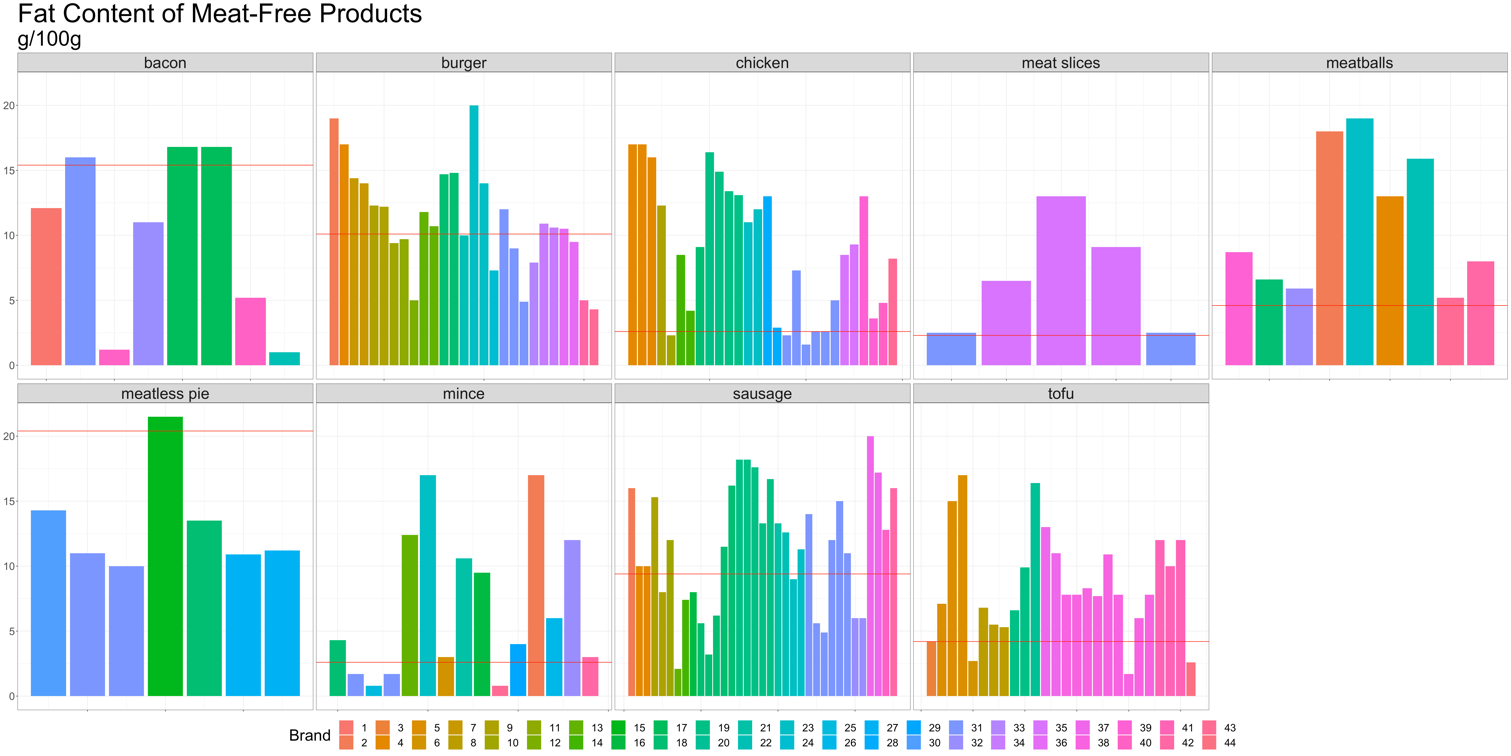 Fat Content of Meat-Free Products
g/100g
bacon burger chicken meat slices meatballs
20
15
10
5
0
meatless pie mince sausage tofu
20
15
10
5
0
Brand
1 3 5 7 9 11 13 15 17 19 21 23 25 27 29 31 33 35 37 39 41 43
2 4 6 8 10 12 14 16 18 20 22 24 26 28 30 32 34 36 38 40 42 44